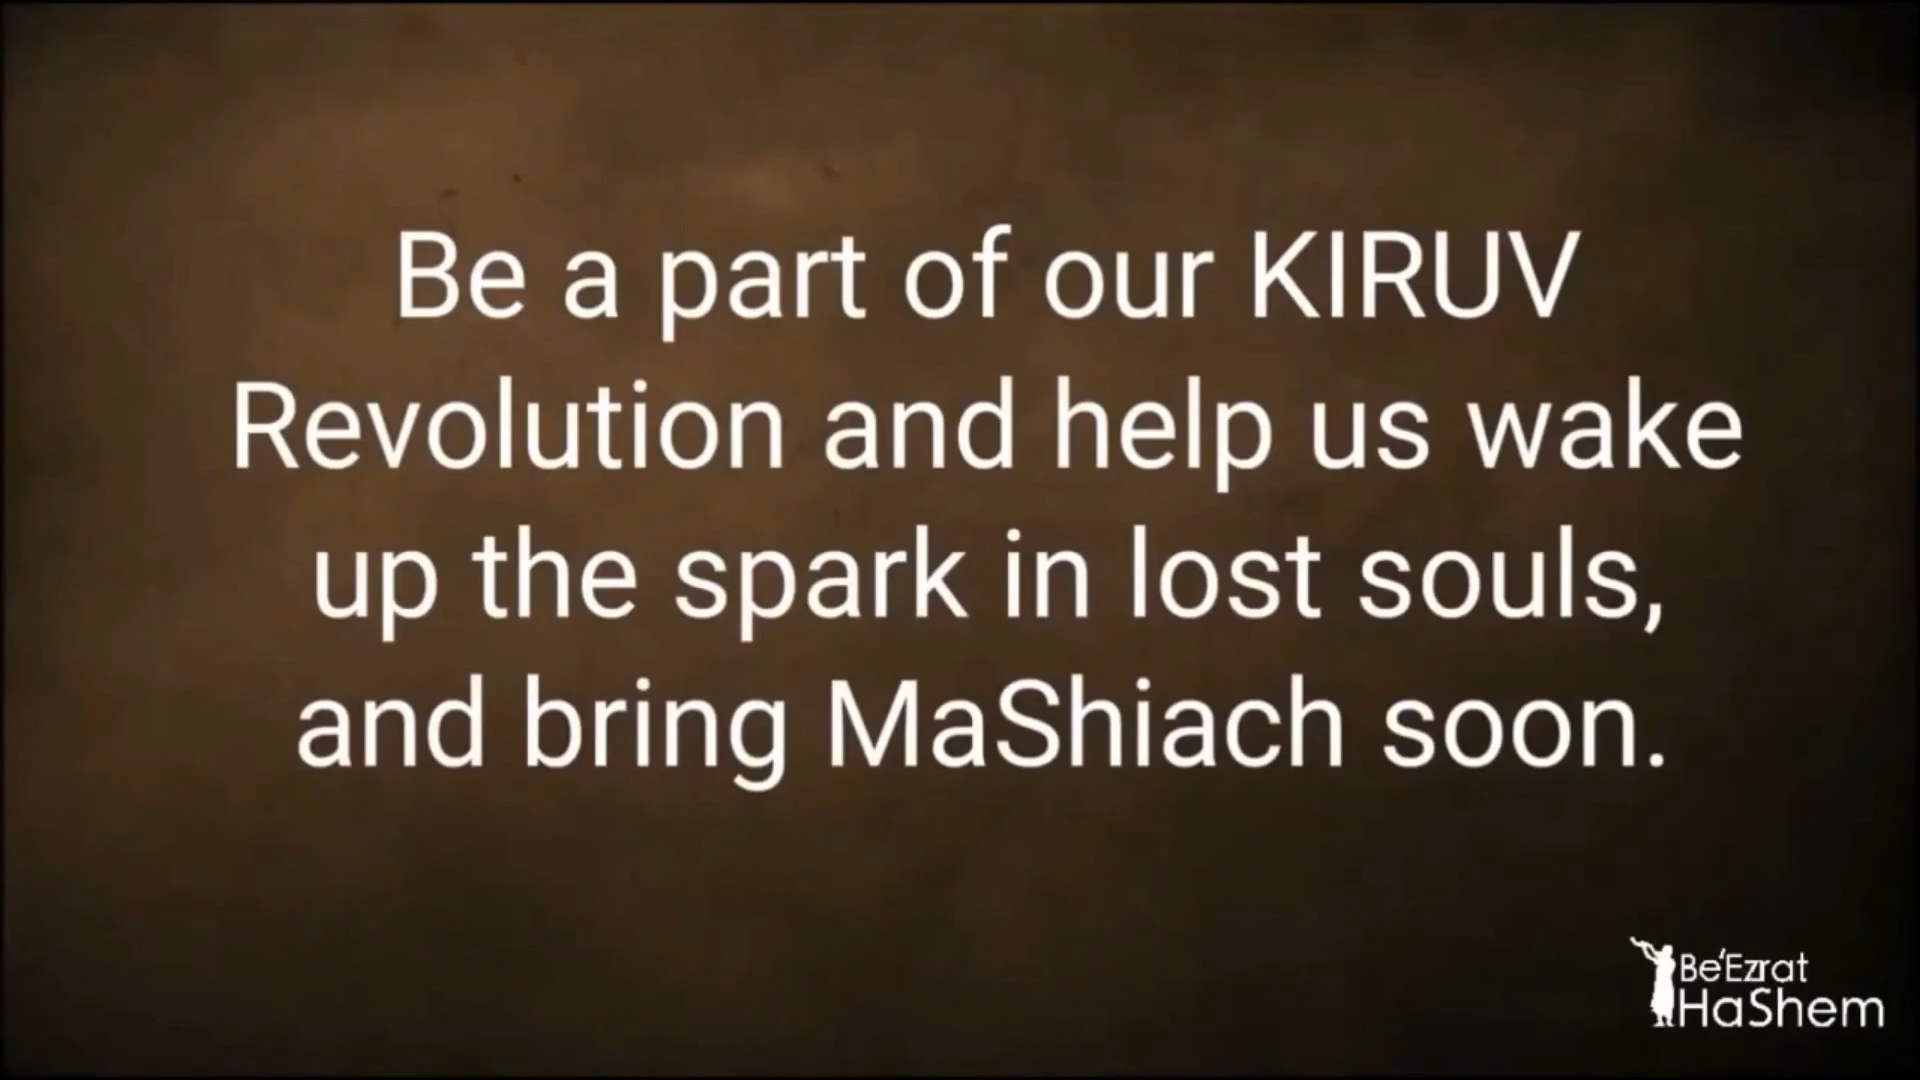 Be a part of our KIRUV
Revolution and help us wake
up the spark in lost souls,
and bring MaShiach soon.
Be'Ezrat
HaShem